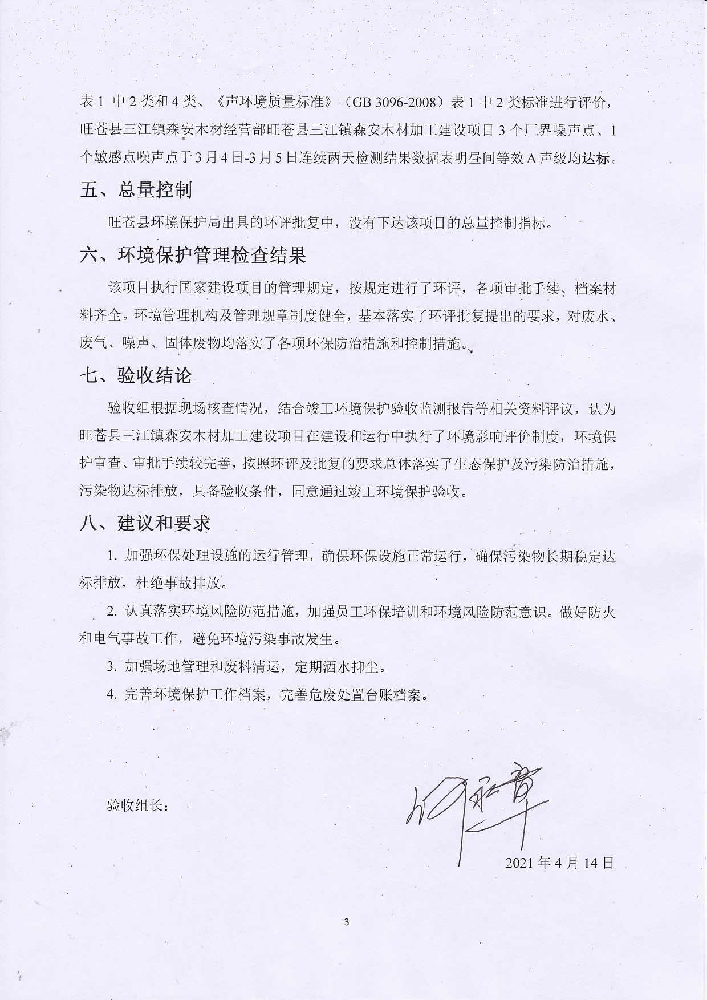 表 1 中 2 类和 4 类、《声环境质量标准》（GB 3096-2008）表 1 中 2 类标准进行评价，
旺苍县三江镇森安木材经营部旺苍县三江镇森安木材加工建设项目 3 个厂界噪声点、1
个敏感点噪声点于 3 月 4 日-3 月 5 日连续两天检测结果数据表明昼间等效 A 声级均达标。
五、总量控制
旺苍县环境保护局出具的环评批复中，没有下达该项目的总量控制指标。
六、环境保护管理检查结果
该项目执行国家建设项目的管理规定，按规定进行了环评，各项审批手续、档案材
料齐全。环境管理机构及管理规章制度健全，基本落实了环评批复提出的要求，对废水、
废气、噪声、固体废物均落实了各项环保防治措施和控制措施。
七、验收结论
验收组根据现场核查情况，结合竣工环境保护验收监测报告等相关资料评议，认为
旺苍县三江镇森安木材加工建设项目在建设和运行中执行了环境影响评价制度，环境保
护审查、审批手续较完善，按照环评及批复的要求总体落实了生态保护及污染防治措施，
污染物达标排放，具备验收条件，同意通过竣工环境保护验收。
八、建议和要求
1. 加强环保处理设施的运行管理，确保环保设施正常运行，确保污染物长期稳定达
标排放，杜绝事故排放。
2. 认真落实环境风险防范措施，加强员工环保培训和环境风险防范意识。做好防火
和电气事故工作，避免环境污染事故发生。
3. 加强场地管理和废料清运，定期洒水抑尘。
4. 完善环境保护工作档案，完善危废处置台账档案。
验收组长：
2021 年 4 月 14 日
3